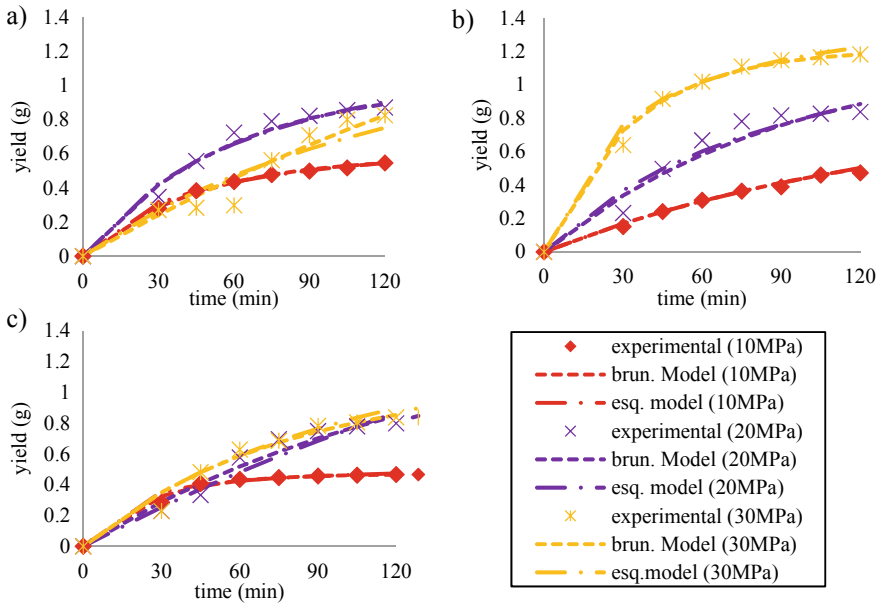 a)
1.4
1.2
1
0.8
0.6
0.4
0.2
0
yield (g)
0 30 60 90 120
time (min)
b)
1.4
1.2
1
0.8
0.6
0.4
0.2
0
yield (g)
0 30 60 90 120
time (min)
c)
1.4
1.2
1
0.8
0.6
0.4
0.2
0
yield (g)
0 30 60 90 120
time (min)
experimental (10MPa)
brun. Model (10MPa)
esq. model (10MPa)
experimental (20MPa)
brun. Model (20MPa)
esq. model (20MPa)
experimental (30MPa)
brun. Model (30MPa)
esq.model (30MPa)